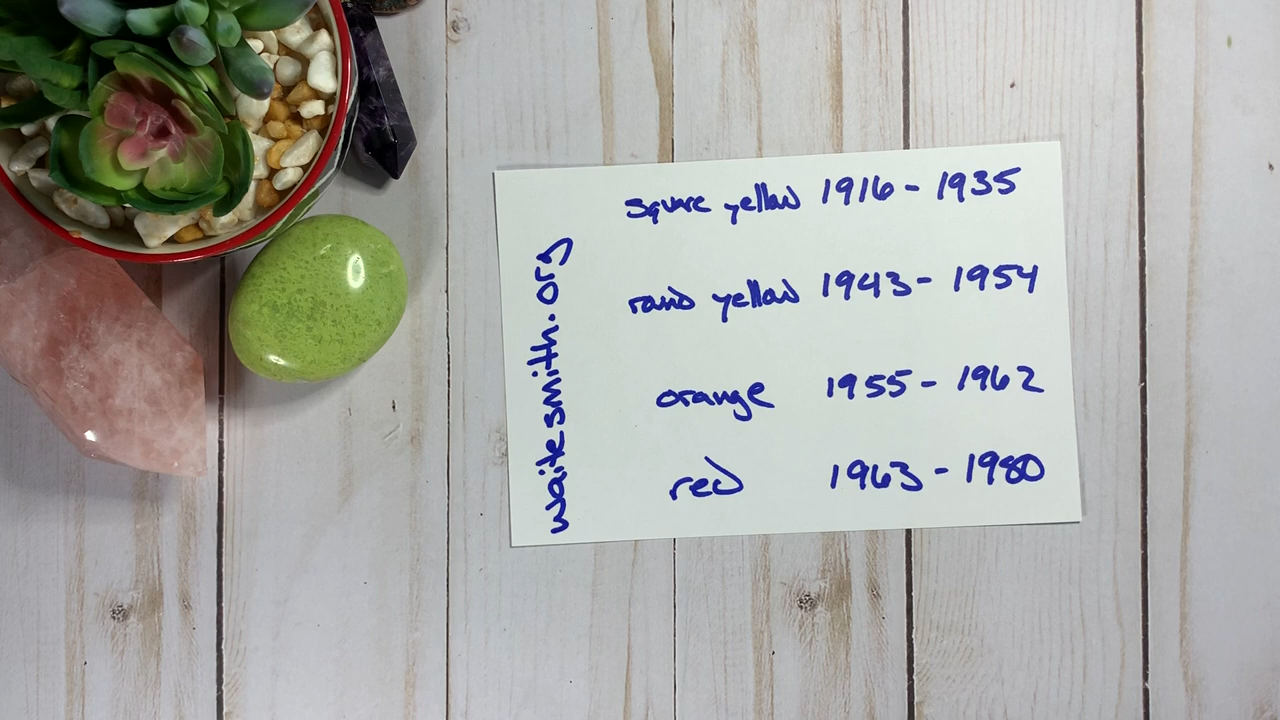 waitesmith.org
square yellow 1916 - 1935
round yellow 1943 - 1954
orange 1955 - 1962
red 1963 - 1980